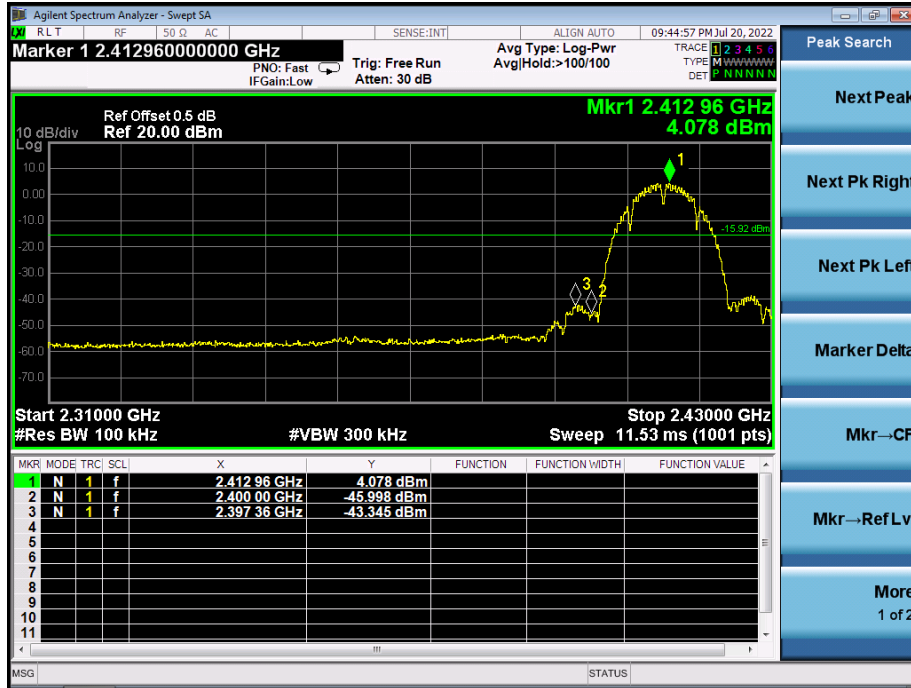 Agilent Spectrum Analyzer - Swept SA
RLT RF 50 Ω AC SENSE:INT ALIGN AUTO 09:44:57 PM Jul 20, 2022
Marker 1 2.412960000000 GHz
PNO: Fast
IFGain:Low
Trig: Free Run
Atten: 30 dB
Avg Type: Log-Pwr
Avg|Hold:>100/100
TRACE 1 2 3 4 5 6
TYPE M WWWWW
DET P N N N N N
Peak Search
Next Peak
Next Pk Right
Next Pk Left
Marker Delta
Mkr→CF
Mkr→Ref Lv
More
1 of 2
Mkr1 2.412 96 GHz
4.078 dBm
Ref Offset 0.5 dB
10 dB/div Ref 20.00 dBm
Log
10.0
0.00
-10.0
-20.0
-30.0
-40.0
-50.0
-60.0
-70.0
1
-15.92 dBm
3
2
Start 2.31000 GHz Stop 2.43000 GHz
#Res BW 100 kHz #VBW 300 kHz Sweep 11.53 ms (1001 pts)
MKR MODE TRC SCL X Y FUNCTION FUNCTION WIDTH FUNCTION VALUE
1 N 1 f 2.412 96 GHz 4.078 dBm
2 N 1 f 2.400 00 GHz -45.998 dBm
3 N 1 f 2.397 36 GHz -43.345 dBm
4
5
6
7
8
9
10
11
MSG STATUS